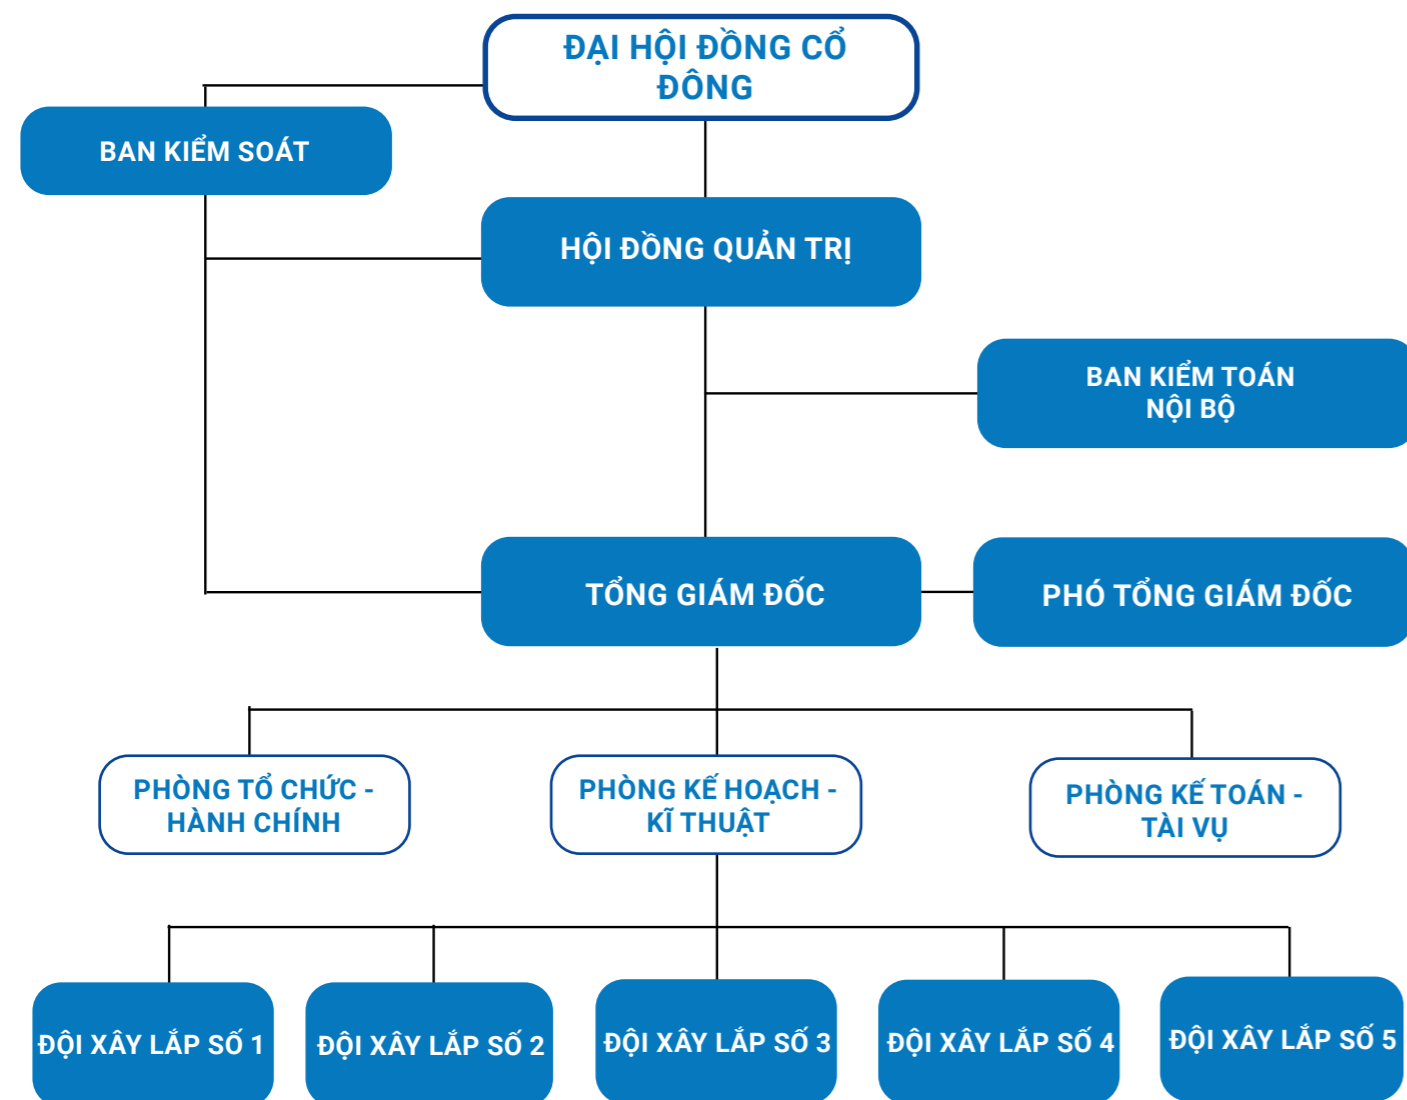 ĐẠI HỘI ĐỒNG CỔ
ĐÔNG
BAN KIỂM SOÁT
HỘI ĐỒNG QUẢN TRỊ
BAN KIỂM TOÁN
NỘI BỘ
TỔNG GIÁM ĐỐC
PHÓ TỔNG GIÁM ĐỐC
PHÒNG TỔ CHỨC -
HÀNH CHÍNH
PHÒNG KẾ HOẠCH -
KĨ THUẬT
PHÒNG KẾ TOÁN -
TÀI VỤ
ĐỘI XÂY LẮP SỐ 1
ĐỘI XÂY LẮP SỐ 2
ĐỘI XÂY LẮP SỐ 3
ĐỘI XÂY LẮP SỐ 4
ĐỘI XÂY LẮP SỐ 5